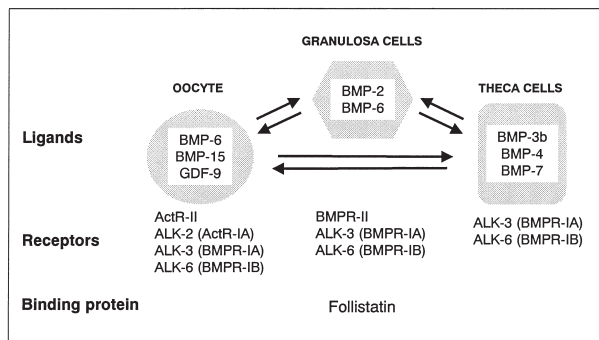 GRANULOSA CELLS
OOCYTE
THECA CELLS
Ligands
BMP-2
BMP-6
BMP-6
BMP-15
GDF-9
BMP-3b
BMP-4
BMP-7
Receptors
ActR-II
ALK-2 (ActR-IA)
ALK-3 (BMPR-IA)
ALK-6 (BMPR-IB)
BMPR-II
ALK-3 (BMPR-IA)
ALK-6 (BMPR-IB)
ALK-3 (BMPR-IA)
ALK-6 (BMPR-IB)
Binding protein
Follistatin